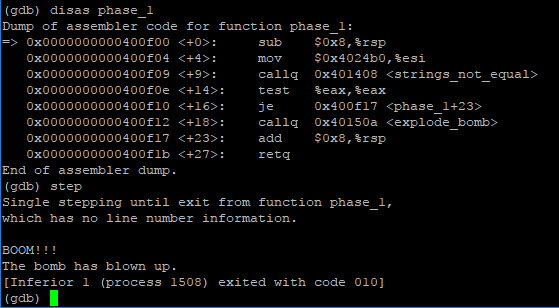 (gdb) disas phase_1
Dump of assembler code for function phase_1:
=> 0x0000000000400f00 <+0>:     sub    $0x8,%rsp
   0x0000000000400f04 <+4>:     mov    $0x4024b0,%esi
   0x0000000000400f09 <+9>:     callq  0x401408 <strings_not_equal>
   0x0000000000400f0e <+14>:    test   %eax,%eax
   0x0000000000400f10 <+16>:    je     0x400f17 <phase_1+23>
   0x0000000000400f12 <+18>:    callq  0x40150a <explode_bomb>
   0x0000000000400f17 <+23>:    add    $0x8,%rsp
   0x0000000000400f1b <+27>:    retq
End of assembler dump.
(gdb) step
Single stepping until exit from function phase_1,
which has no line number information.

BOOM!!!
The bomb has blown up.
[Inferior 1 (process 1508) exited with code 010]
(gdb)